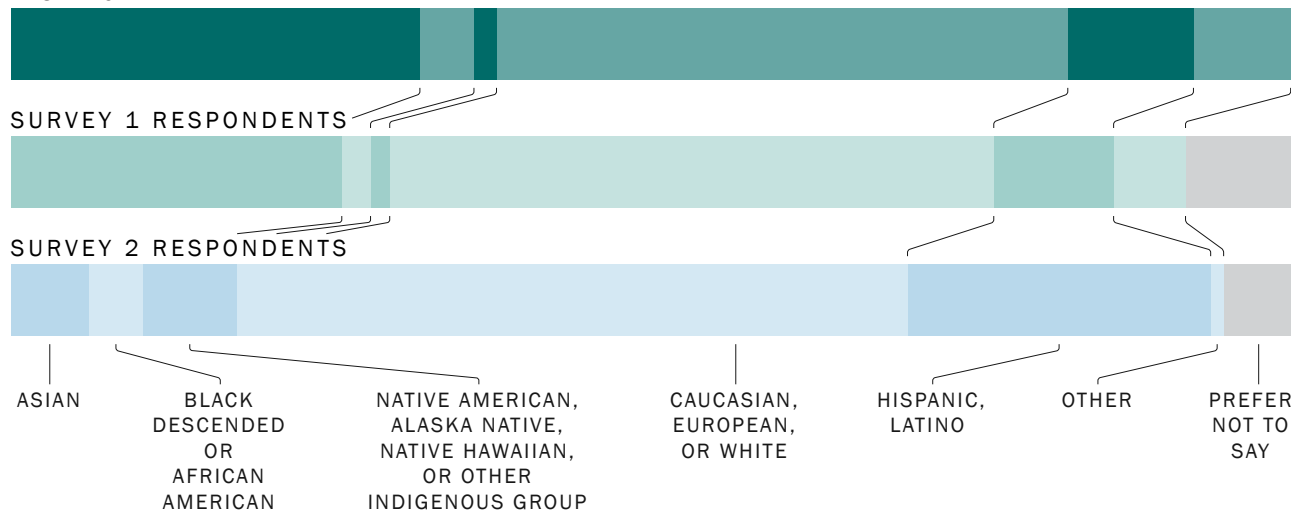 SURVEY 1 RESPONDENTS
SURVEY 2 RESPONDENTS
ASIAN
BLACK
DESCENDED
OR
AFRICAN
AMERICAN
NATIVE AMERICAN,
ALASKA NATIVE,
NATIVE HAWAIIAN,
OR OTHER
INDIGENOUS GROUP
CAUCASIAN,
EUROPEAN,
OR WHITE
HISPANIC,
LATINO
OTHER
PREFER
NOT TO
SAY